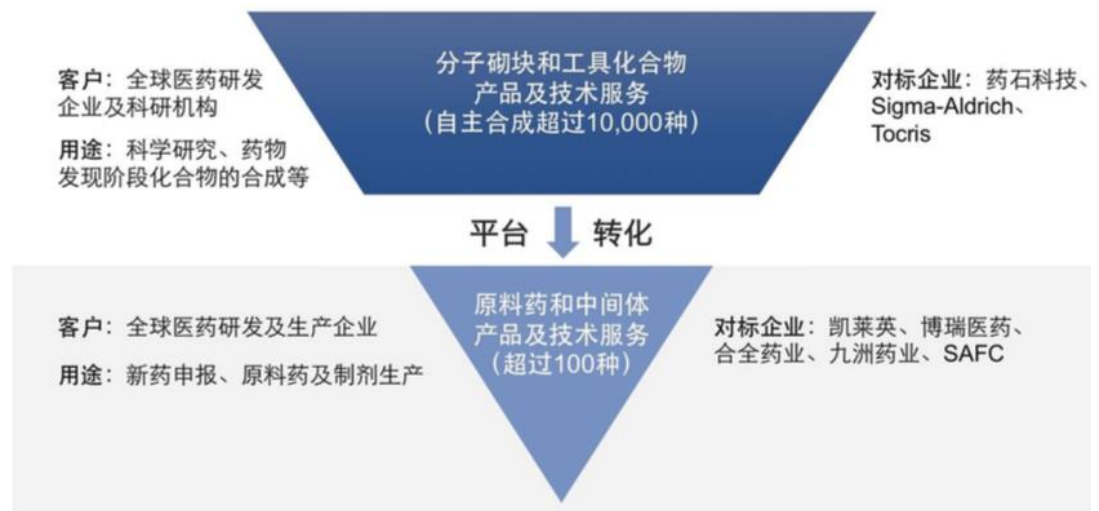 分子砌块和工具化合物
产品及技术服务
（自主合成超过10,000种）
客户：全球医药研发
企业及科研机构
用途：科学研究、药物
发现阶段化合物的合成等
对标企业：药石科技、
Sigma-Aldrich、
Tocris
平台 转化
原料药和中间体
产品及技术服务
（超过100种）
客户：全球医药研发及生产企业
用途：新药申报、原料药及制剂生产
对标企业：凯莱英、博瑞医药、
合全药业、九洲药业、SAFC